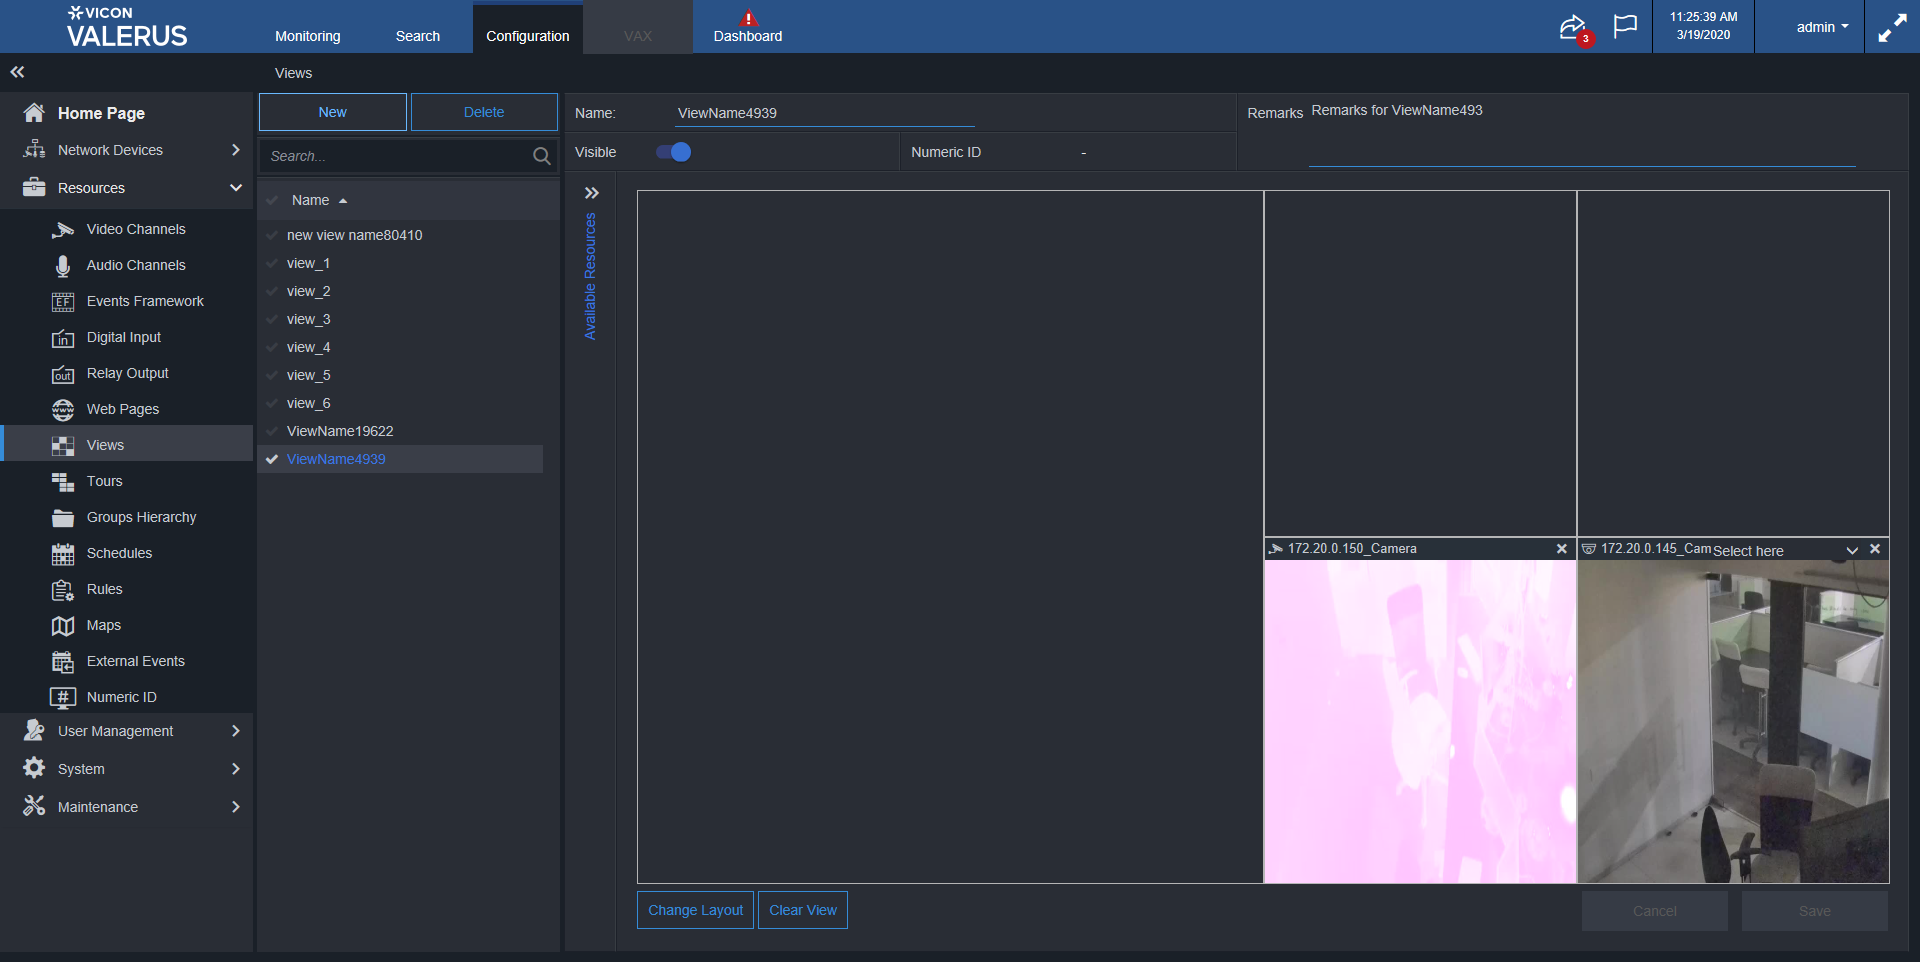 VICON
VALERUS
Monitoring
Search
Configuration
VAX
Dashboard
3
11:25:39 AM
3/19/2020
admin
Views
Home Page
Network Devices
Resources
Video Channels
Audio Channels
EF Events Framework
in Digital Input
out Relay Output
www Web Pages
Views
Tours
Groups Hierarchy
Schedules
Rules
Maps
External Events
# Numeric ID
User Management
System
Maintenance
New
Delete
Search...
Name
new view name80410
view_1
view_2
view_3
view_4
view_5
view_6
ViewName19622
ViewName4939
Name:
ViewName4939
Remarks
Remarks for ViewName493
Visible
Numeric ID
-
Available Resources
172.20.0.150_Camera
172.20.0.145_Cam
Select here
Change Layout
Clear View
Cancel
Save